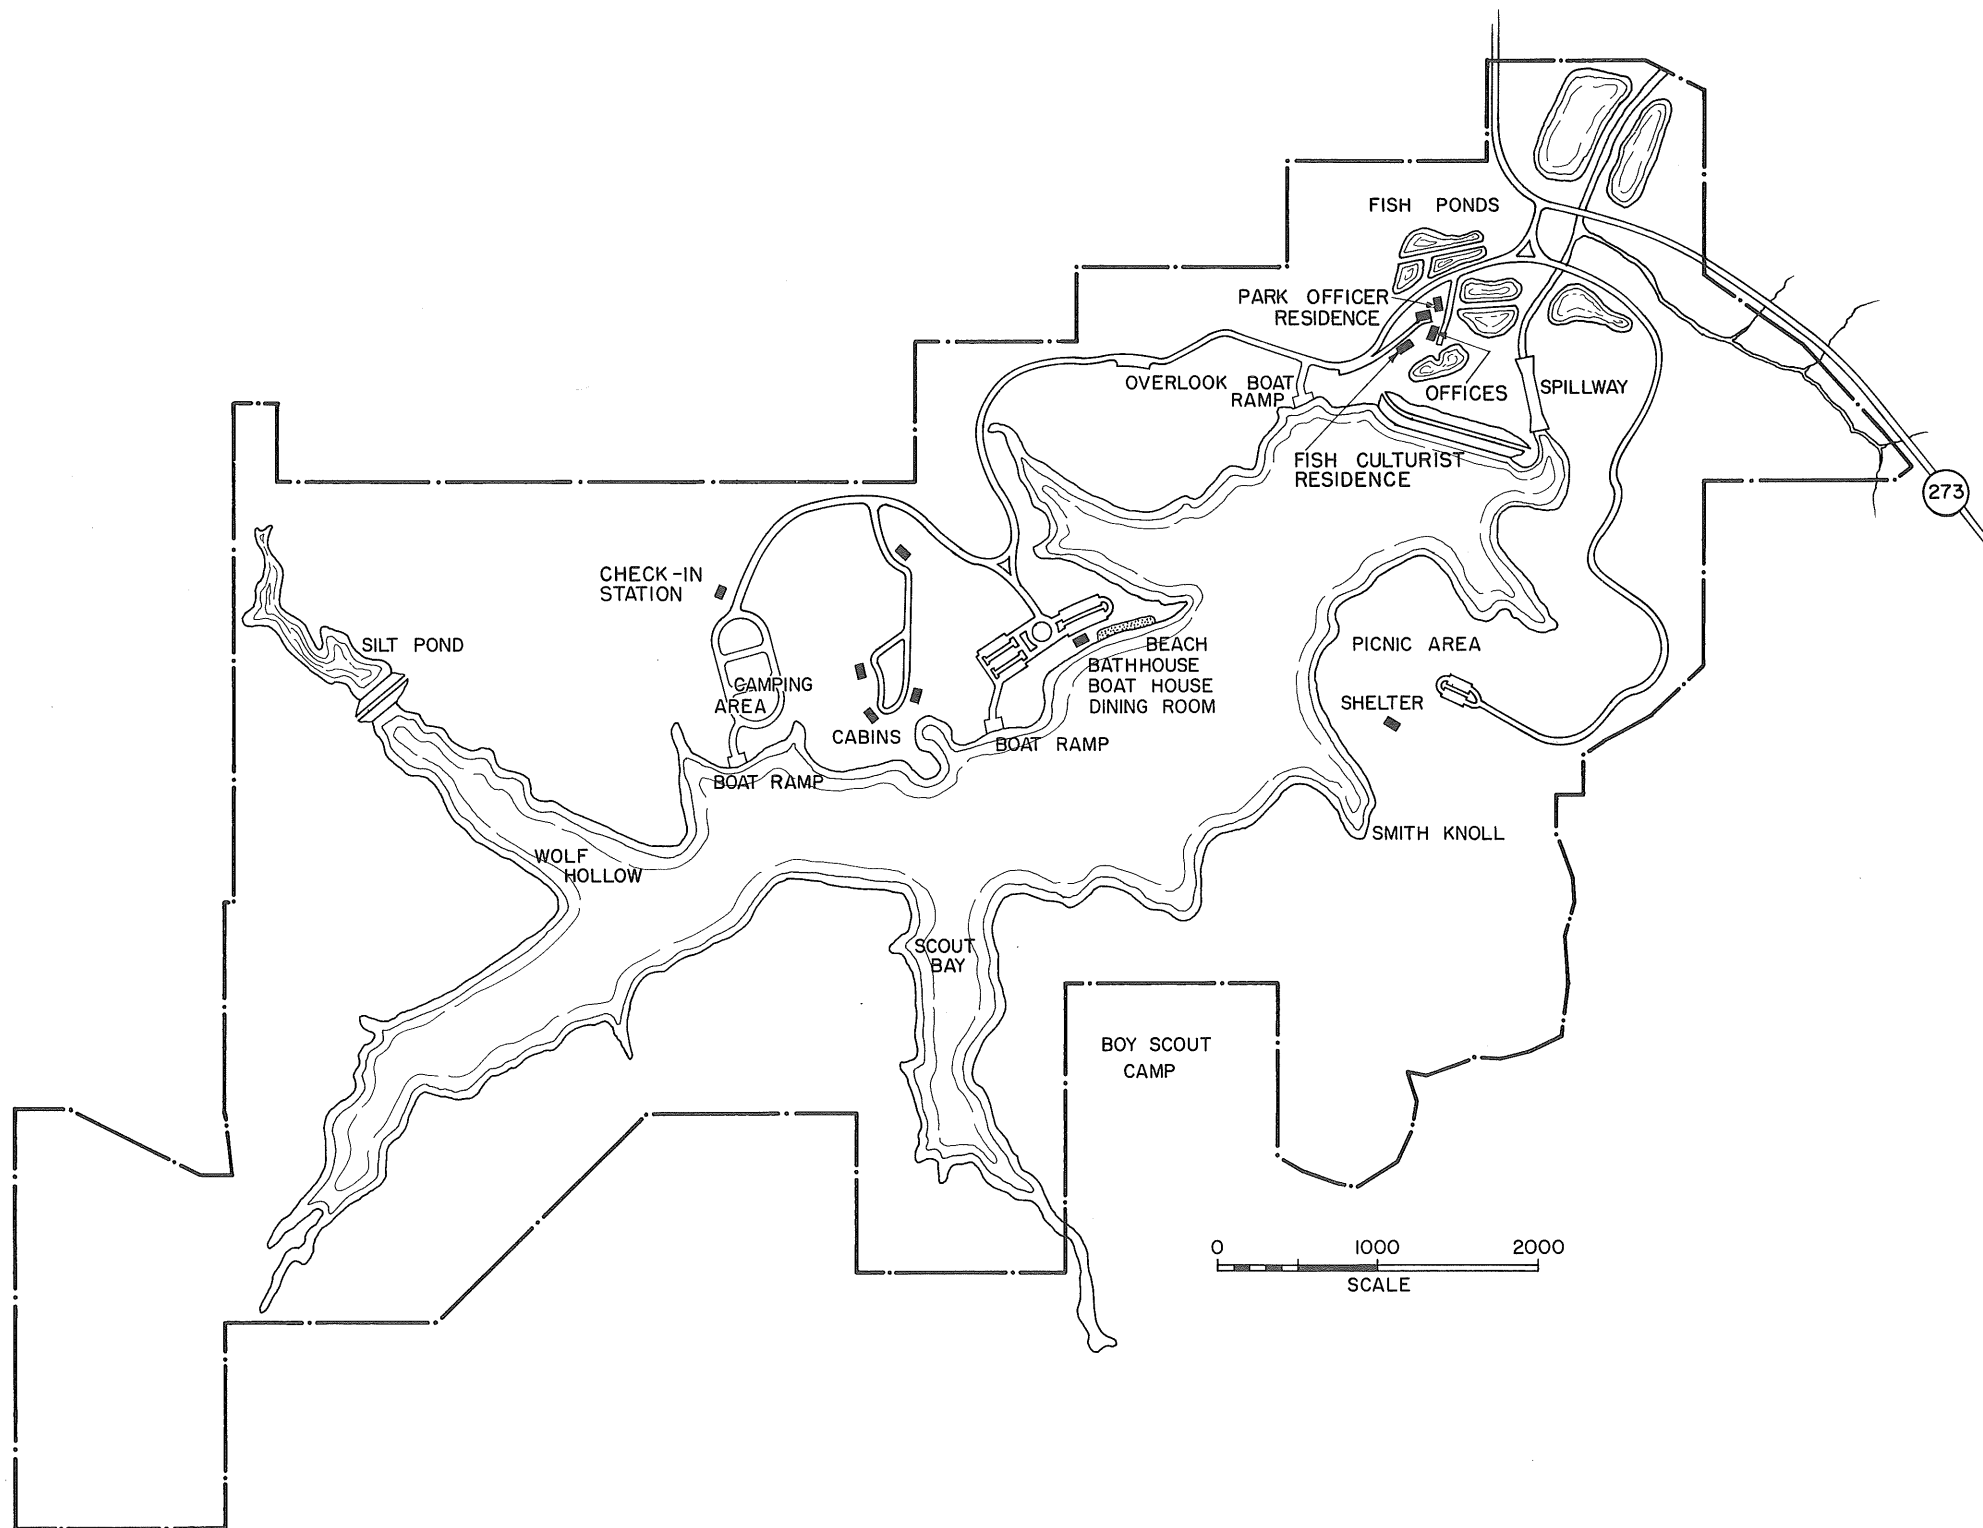 FISH PONDS
PARK OFFICER
RESIDENCE
OVERLOOK
BOAT
RAMP
OFFICES
SPILLWAY
FISH CULTURIST
RESIDENCE
273
CHECK-IN
STATION
SILT POND
CAMPING
AREA
CABINS
BEACH
BATHHOUSE
BOAT HOUSE
DINING ROOM
PICNIC AREA
SHELTER
BOAT RAMP
BOAT RAMP
SMITH KNOLL
WOLF
HOLLOW
SCOUT
BAY
BOY SCOUT
CAMP
0 1000 2000
SCALE